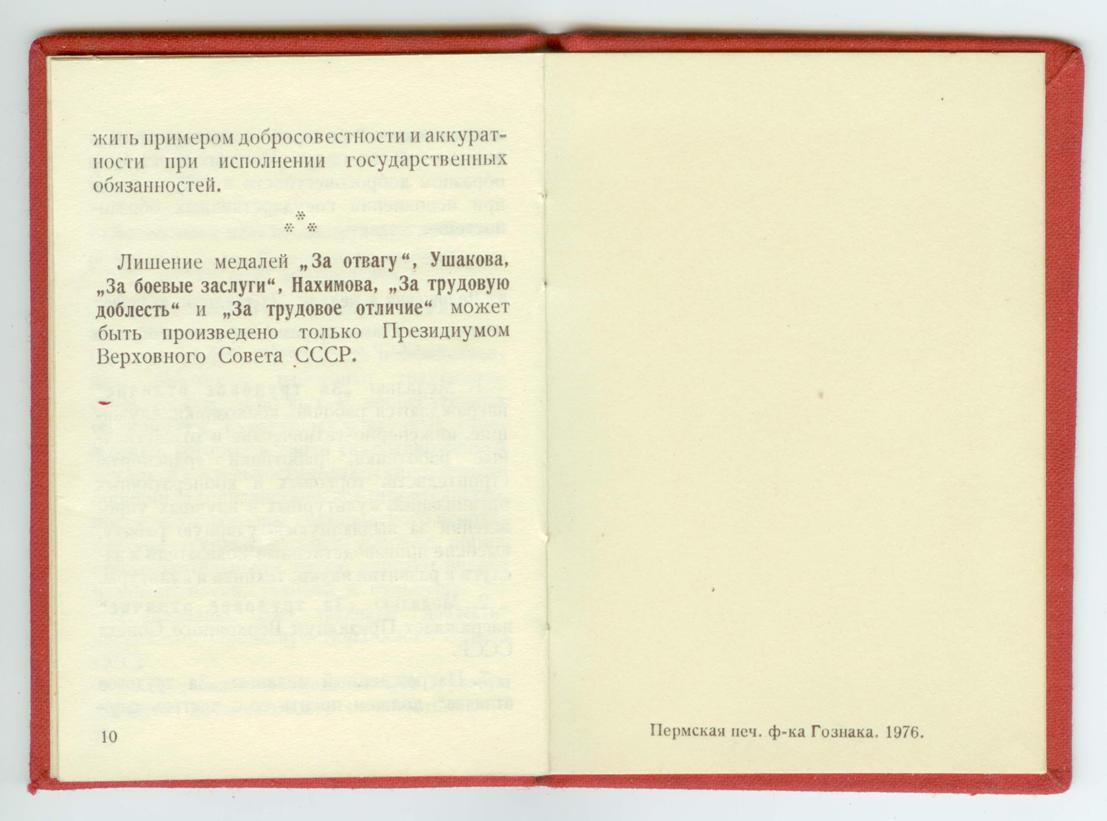 жить примером добросовестности и аккурат-
ности при исполнении государственных
обязанностей.
***
Лишение медалей „За отвагу“, Ушакова,
„За боевые заслуги“, Нахимова, „За трудовую
доблесть“ и „За трудовое отличие“ может
быть произведено только Президиумом
Верховного Совета СССР.
10
Пермская печ. ф-ка Гознака. 1976.